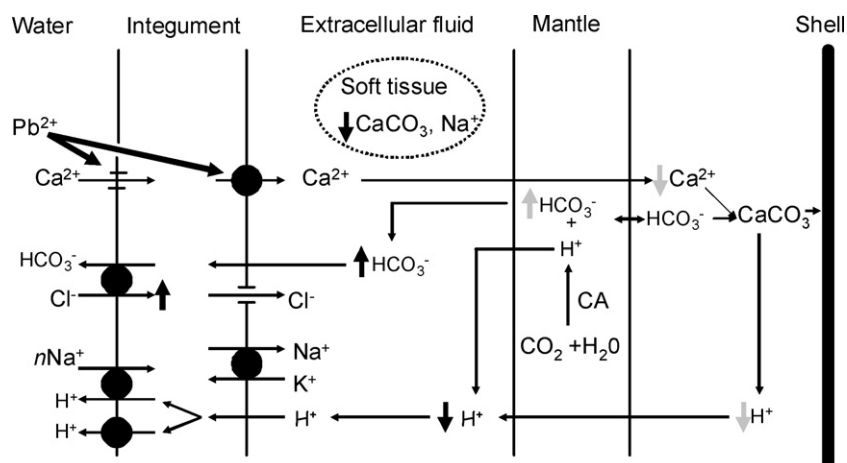 Water Integument Extracellular fluid Mantle Shell
Soft tissue
CaCO₃, Na⁺
Pb²⁺
Ca²⁺ Ca²⁺ Ca²⁺
HCO₃⁻ HCO₃⁻ CaCO₃
+
HCO₃⁻ HCO₃⁻ H⁺
Cl⁻ Cl⁻ CA
CO₂ +H₂0
nNa⁺ Na⁺
K⁺
H⁺
H⁺ H⁺ H⁺ H⁺